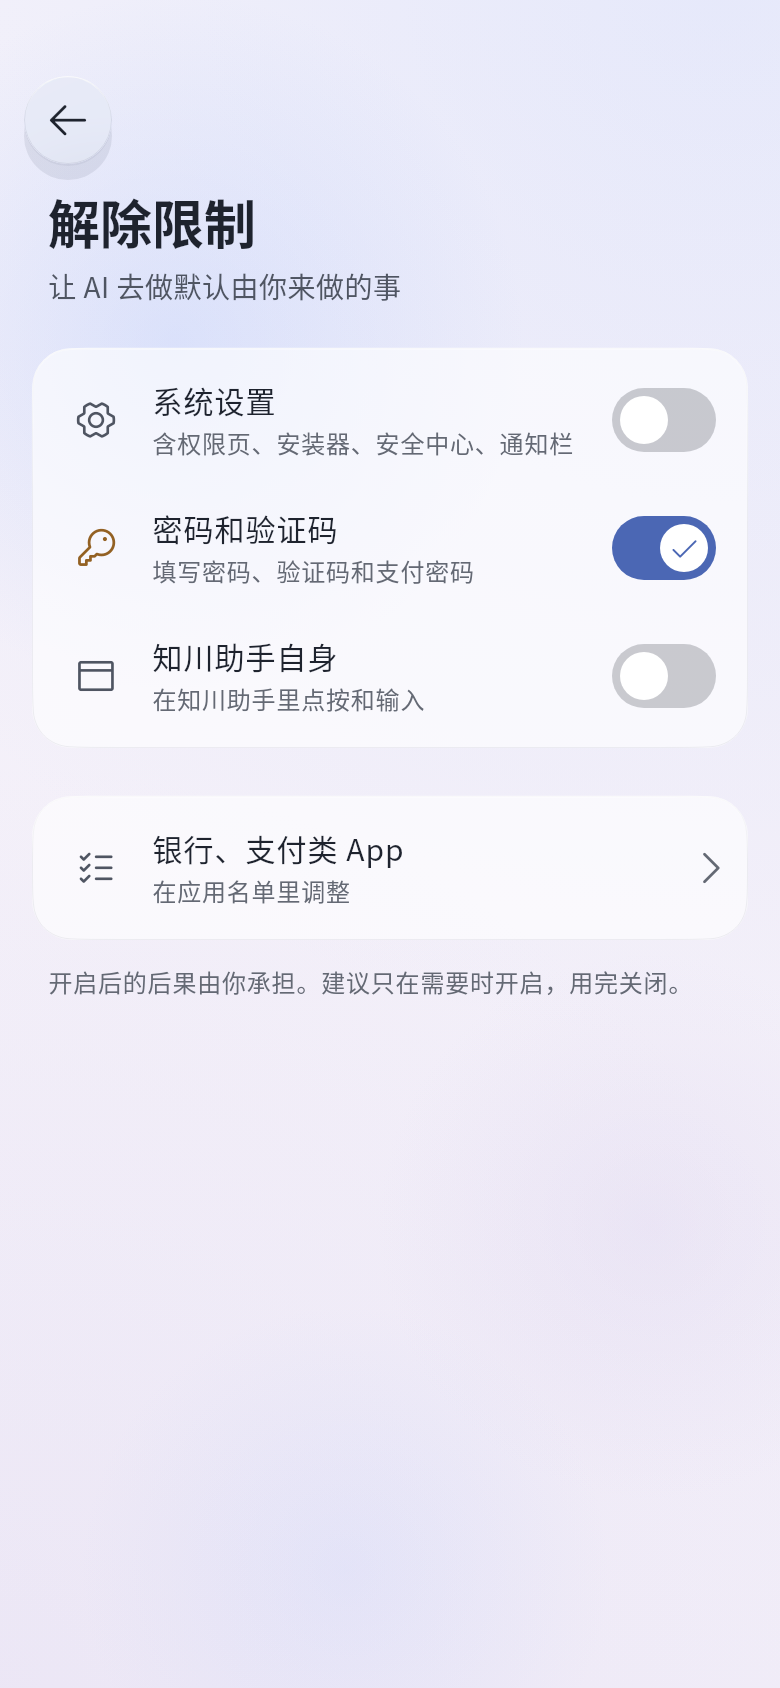 解除限制
让 AI 去做默认由你来做的事
系统设置
含权限页、安装器、安全中心、通知栏
密码和验证码
填写密码、验证码和支付密码
知川助手自身
在知川助手里点按和输入
银行、支付类 App
在应用名单里调整
开启后的后果由你承担。建议只在需要时开启，用完关闭。